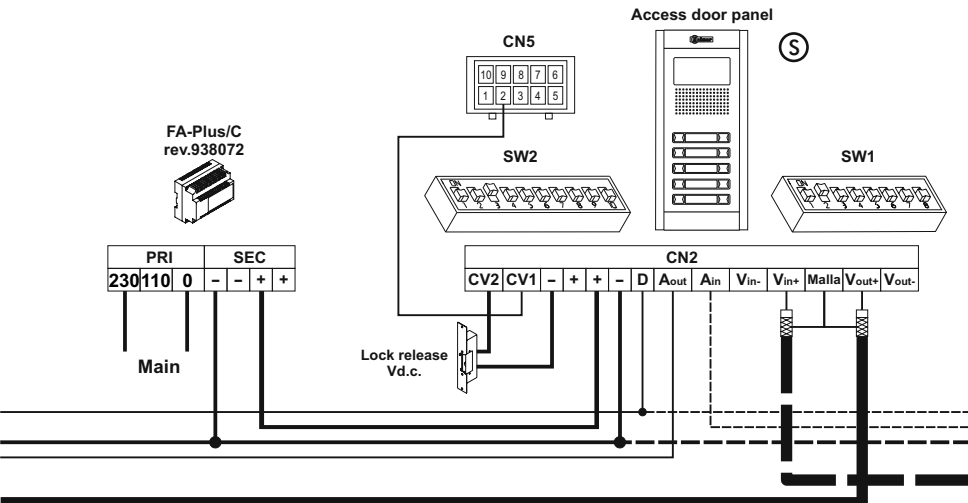 Access door panel
S
CN5
10 9 8 7 6
1 2 3 4 5
FA-Plus/C
rev.938072
SW2
SW1
ON
ON
PRI SEC
230 110 0 – – + +
CN2
CV2 CV1 – + + – D Aout Ain Vin- Vin+ Malla Vout+ Vout-
Main
Lock release
Vd.c.